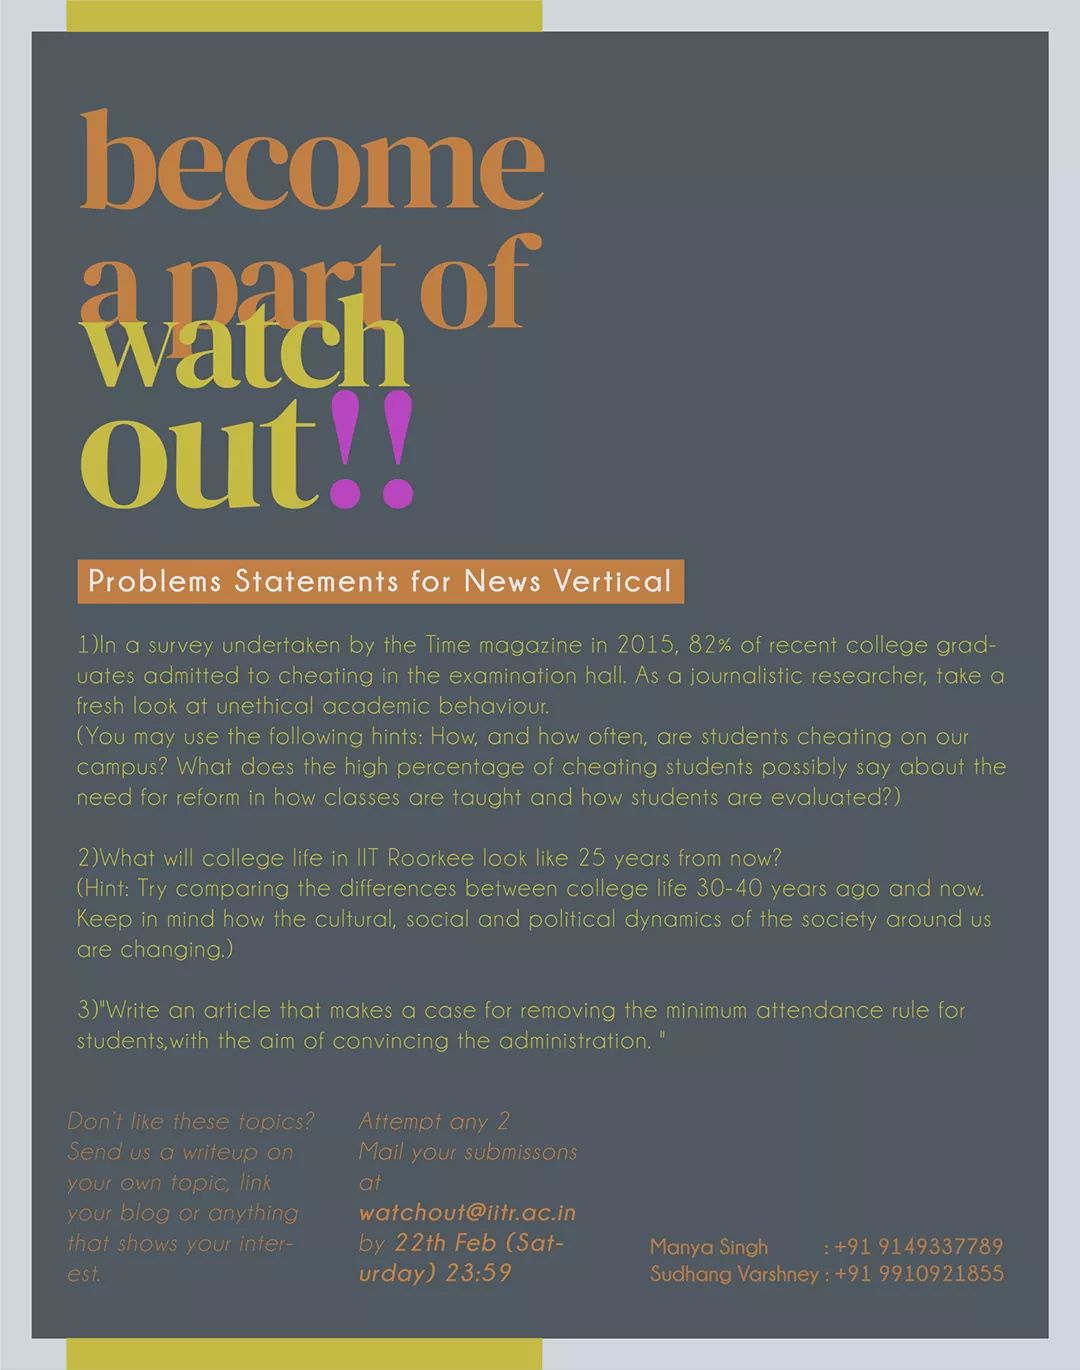 become
a part of
watch
out!!
Problems Statements for News Vertical
1)In a survey undertaken by the Time magazine in 2015, 82% of recent college grad-
uates admitted to cheating in the examination hall. As a journalistic researcher, take a
fresh look at unethical academic behaviour.
(You may use the following hints: How, and how often, are students cheating on our
campus? What does the high percentage of cheating students possibly say about the
need for reform in how classes are taught and how students are evaluated?)
2)What will college life in IIT Roorkee look like 25 years from now?
(Hint: Try comparing the differences between college life 30-40 years ago and now.
Keep in mind how the cultural, social and political dynamics of the society around us
are changing.)
3)"Write an article that makes a case for removing the minimum attendance rule for
students,with the aim of convincing the administration. "
Don't like these topics?
Send us a writeup on
your own topic, link
your blog or anything
that shows your inter-
est.
Attempt any 2
Mail your submissons
at
watchout@iitr.ac.in
by 22th Feb (Sat-
urday) 23:59
Manya Singh : +91 9149337789
Sudhang Varshney : +91 9910921855